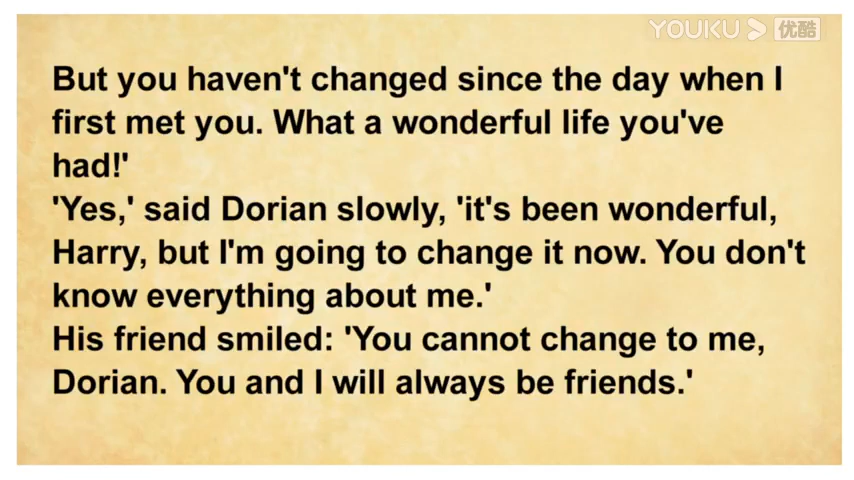 YOUKU 优酷
But you haven't changed since the day when I
first met you. What a wonderful life you've
had!'
'Yes,' said Dorian slowly, 'it's been wonderful,
Harry, but I'm going to change it now. You don't
know everything about me.'
His friend smiled: 'You cannot change to me,
Dorian. You and I will always be friends.'